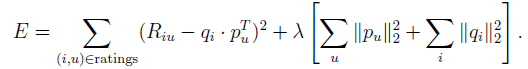 E = \sum_{(i,u)\in \text{ratings}} (R_{iu} - q_i \cdot p_u^T)^2 + \lambda \left[ \sum_u \|p_u\|_2^2 + \sum_i \|q_i\|_2^2 \right].